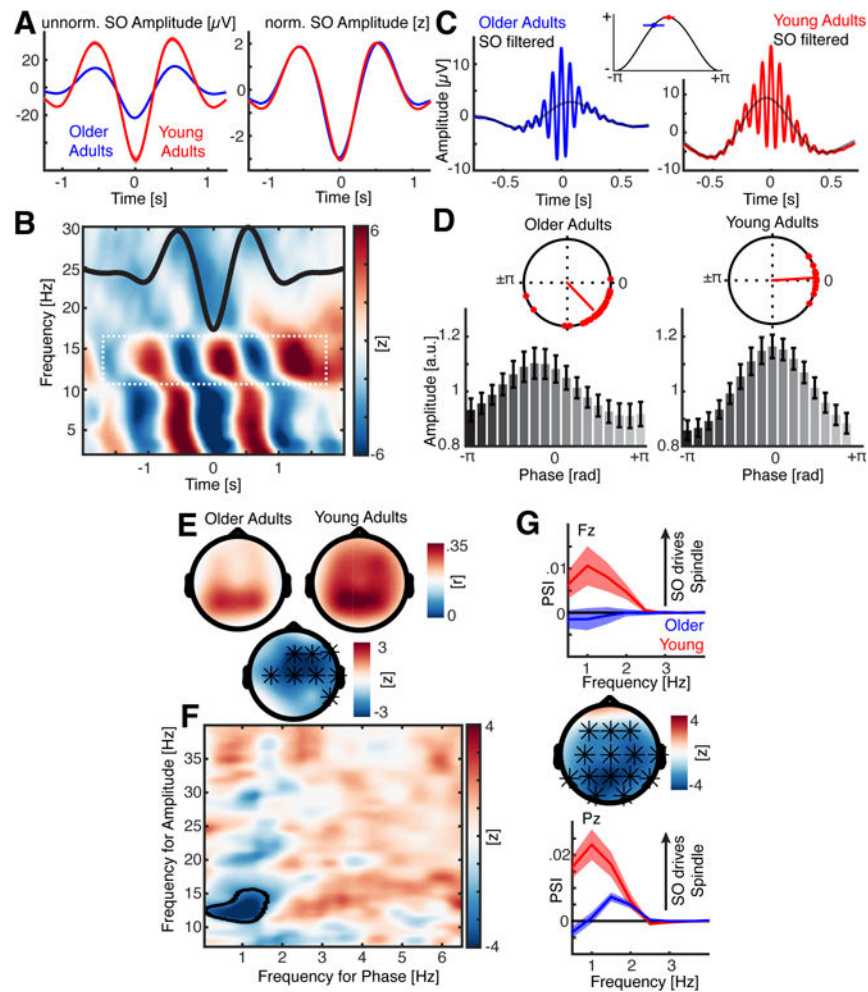 A
unnorm. SO Amplitude [µV]
norm. SO Amplitude [z]
20
0
-20
Older
Adults
Young
Adults
-1 0 1
Time [s]
2
0
-2
-1 0 1
Time [s]
B
Frequency [Hz]
30
25
20
15
10
5
-1 0 1
Time [s]
6
[z]
-6
C
Older Adults
SO filtered
+
-
-π +π
Young Adults
SO filtered
Amplitude [µV]
10
5
0
-5
-10
-0.5 0 0.5
Time [s]
10
0
-10
-0.5 0 0.5
Time [s]
D
Older Adults
Young Adults
±π 0
±π 0
Amplitude [a.u.]
1.2
1
0.8
-π 0 +π
Phase [rad]
1.2
1
0.8
-π 0 +π
Phase [rad]
E
Older Adults
Young Adults
.35
[r]
0
3
[z]
-3
F
Frequency for Amplitude [Hz]
35
30
25
20
15
10
1 2 3 4 5 6
Frequency for Phase [Hz]
4
[z]
-4
G
Fz
PSI
.01
0
SO drives
Spindle
Older
Young
1 2 3
Frequency [Hz]
4
[z]
-4
Pz
PSI
.02
0
SO drives
Spindle
1 2 3
Frequency [Hz]